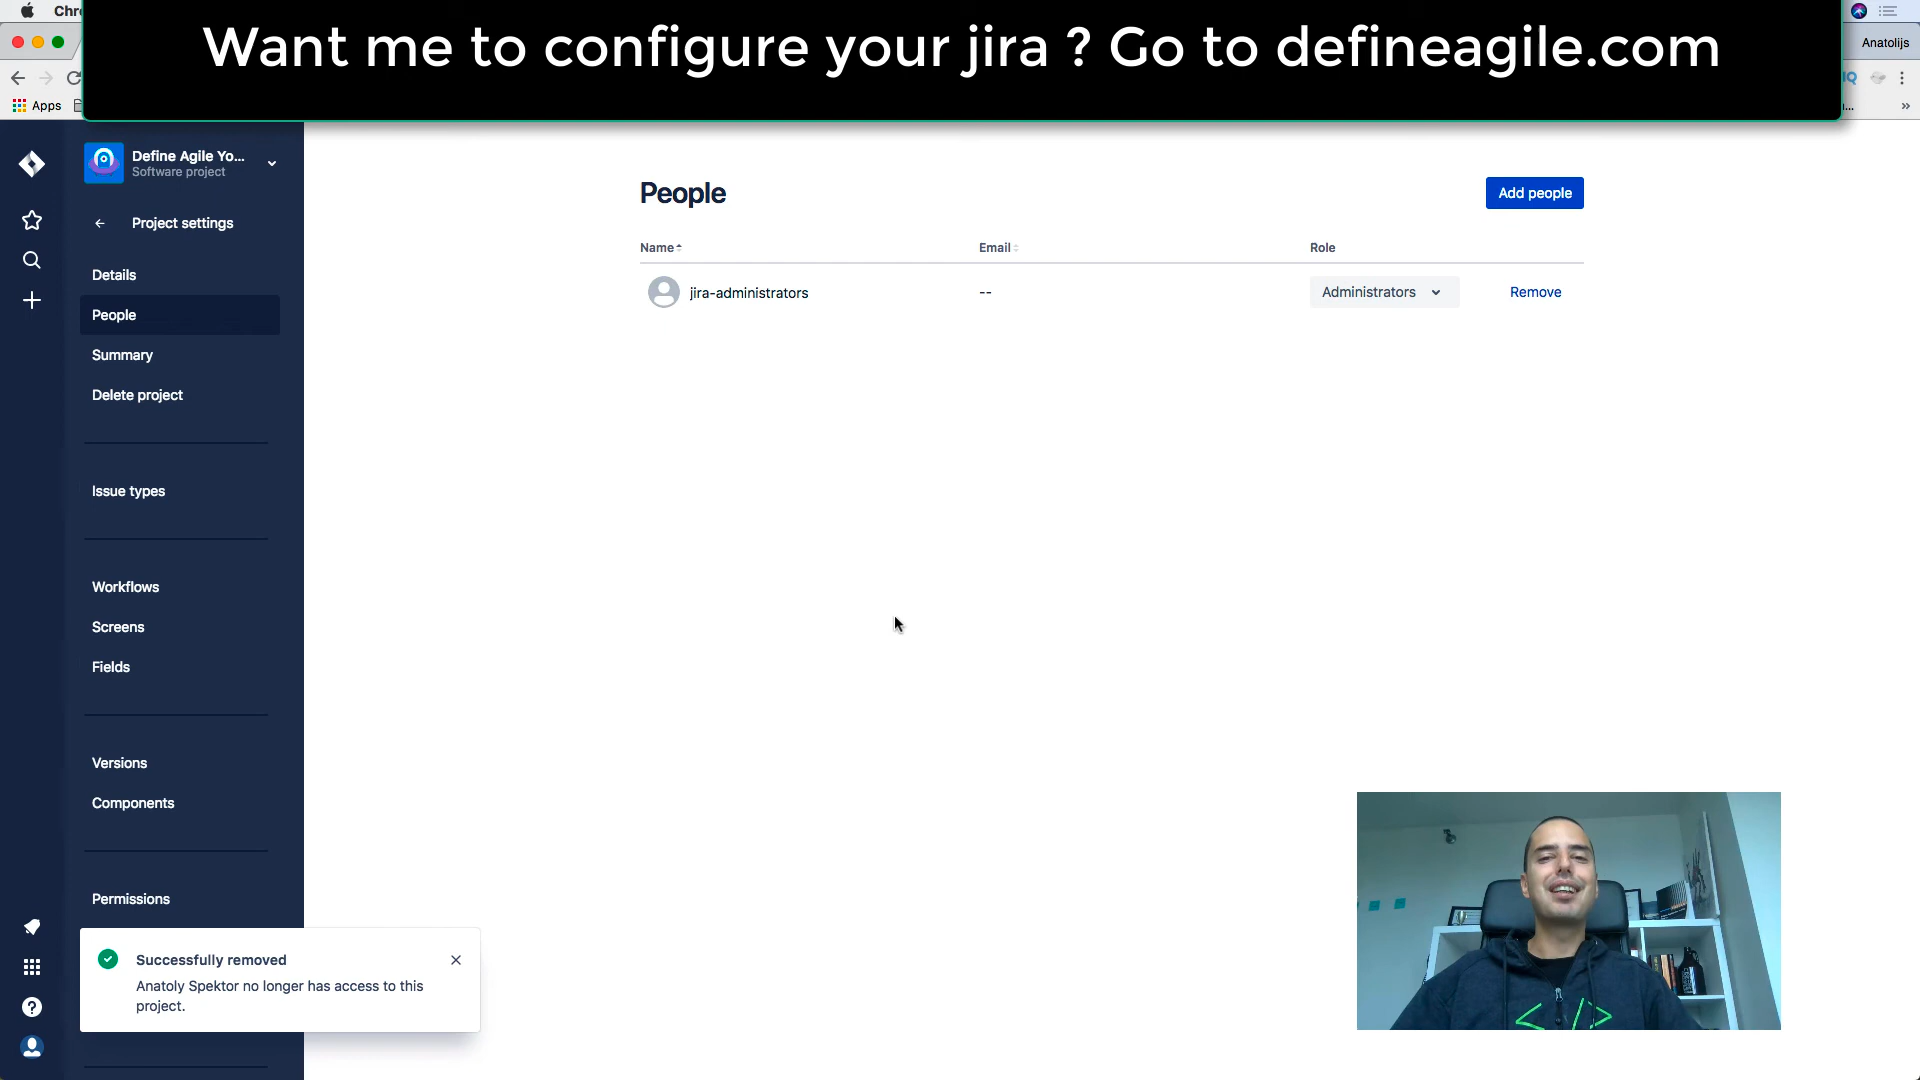 Chr
Want me to configure your jira ? Go to defineagile.com
Anatolijs
Apps
Define Agile Yo...
Software project
Project settings
Details
People
Summary
Delete project
Issue types
Workflows
Screens
Fields
Versions
Components
Permissions
People
Add people
Name
Email
Role
jira-administrators
--
Administrators
Remove
Successfully removed
Anatoly Spektor no longer has access to this
project.